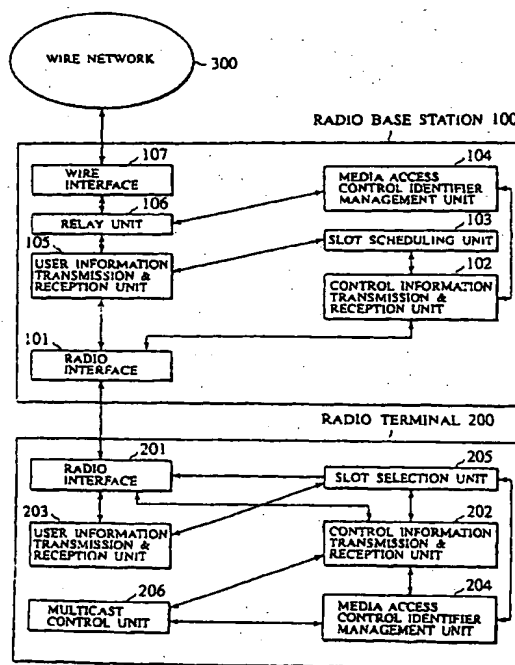 WIRE NETWORK
300
RADIO BASE STATION 100
107
WIRE
INTERFACE
104
MEDIA ACCESS
CONTROL IDENTIFIER
MANAGEMENT UNIT
106
RELAY UNIT
103
SLOT SCHEDULING UNIT
105
USER INFORMATION
TRANSMISSION &
RECEPTION UNIT
102
CONTROL INFORMATION
TRANSMISSION &
RECEPTION UNIT
101
RADIO
INTERFACE
RADIO TERMINAL 200
201
RADIO
INTERFACE
205
SLOT SELECTION UNIT
203
USER INFORMATION
TRANSMISSION &
RECEPTION UNIT
202
CONTROL INFORMATION
TRANSMISSION &
RECEPTION UNIT
206
MULTICAST
CONTROL UNIT
204
MEDIA ACCESS
CONTROL IDENTIFIER
MANAGEMENT UNIT